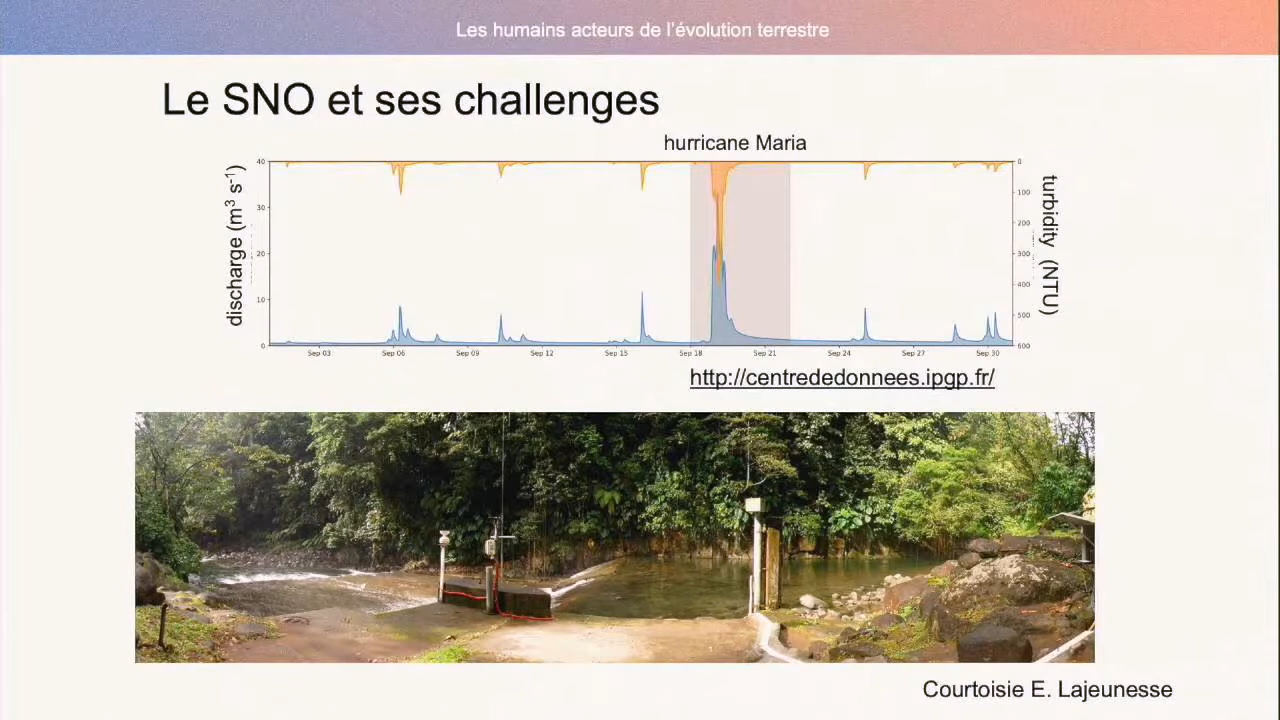 Les humains acteurs de l'évolution terrestre
Le SNO et ses challenges
hurricane Maria
discharge (m³ s⁻¹)
40
30
20
10
0
0
100
200
300
400
500
600
turbidity (NTU)
Sep 03 Sep 06 Sep 09 Sep 12 Sep 15 Sep 18 Sep 21 Sep 24 Sep 27 Sep 30
http://centrededonnees.ipgp.fr/
Courtoisie E. Lajeunesse